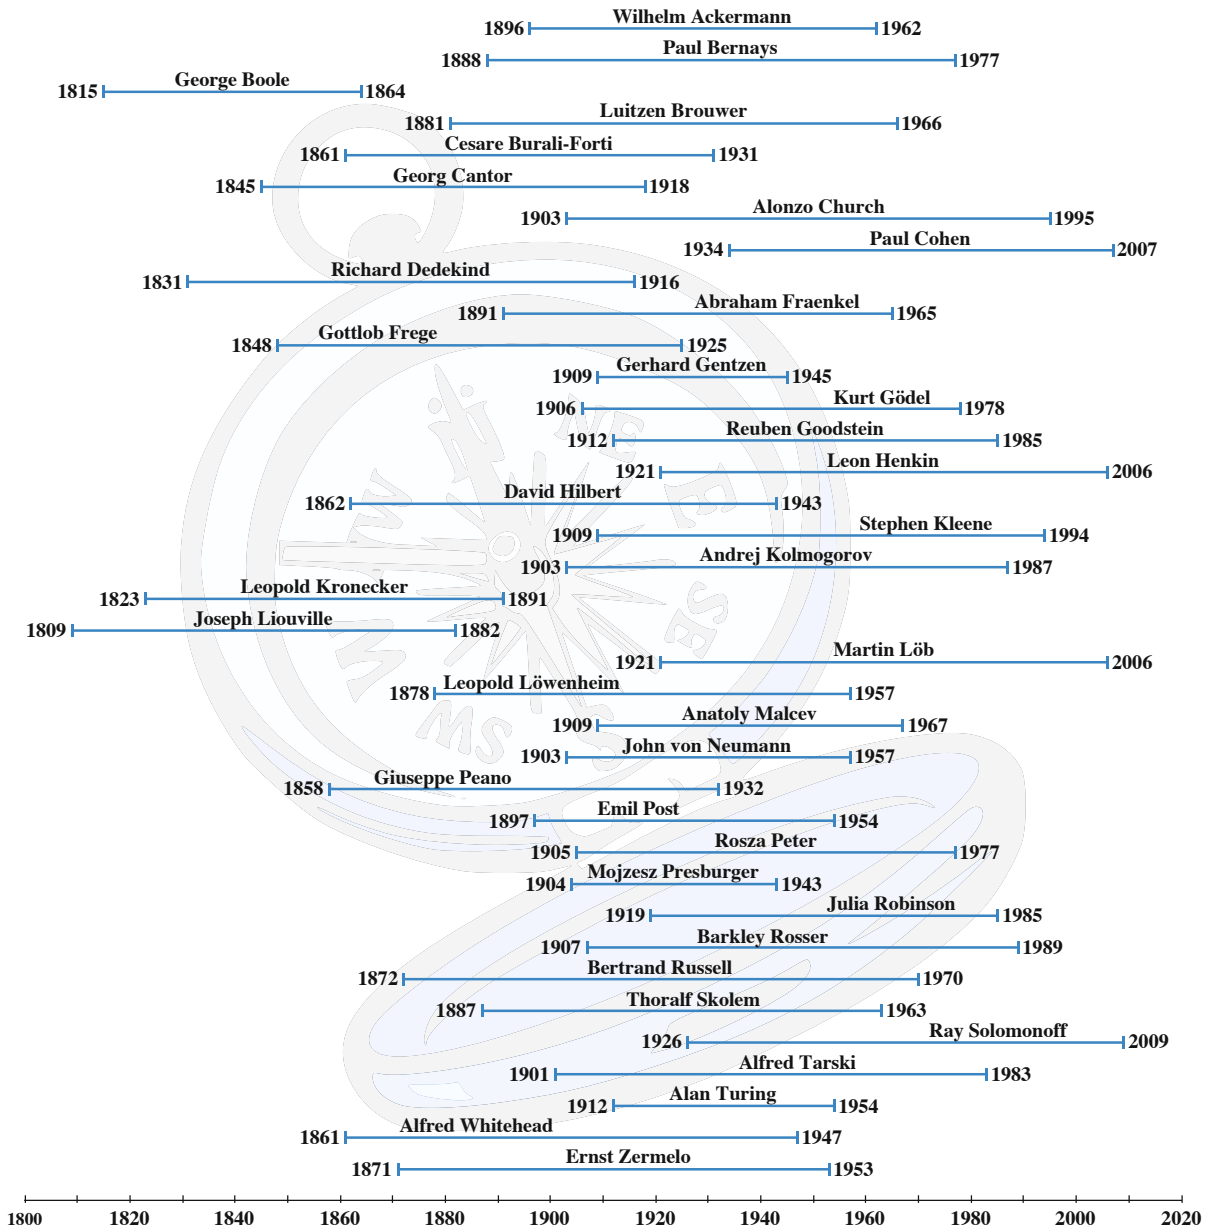 Wilhelm Ackermann
1896 1962
Paul Bernays
1888 1977
George Boole
1815 1864
Luitzen Brouwer
1881 1966
Cesare Burali-Forti
1861 1931
Georg Cantor
1845 1918
Alonzo Church
1903 1995
Paul Cohen
1934 2007
Richard Dedekind
1831 1916
Abraham Fraenkel
1891 1965
Gottlob Frege
1848 1925
Gerhard Gentzen
1909 1945
Kurt Gödel
1906 1978
Reuben Goodstein
1912 1985
Leon Henkin
1921 2006
David Hilbert
1862 1943
Stephen Kleene
1909 1994
Andrej Kolmogorov
1903 1987
Leopold Kronecker
1823 1891
Joseph Liouville
1809 1882
Martin Löb
1921 2006
Leopold Löwenheim
1878 1957
Anatoly Malcev
1909 1967
John von Neumann
1903 1957
Giuseppe Peano
1858 1932
Emil Post
1897 1954
Rosza Peter
1905 1977
Mojzesz Presburger
1904 1943
Julia Robinson
1919 1985
Barkley Rosser
1907 1989
Bertrand Russell
1872 1970
Thoralf Skolem
1887 1963
Ray Solomonoff
1926 2009
Alfred Tarski
1901 1983
Alan Turing
1912 1954
Alfred Whitehead
1861 1947
Ernst Zermelo
1871 1953
1800 1820 1840 1860 1880 1900 1920 1940 1960 1980 2000 2020
NE
E
SE
S
SW
W